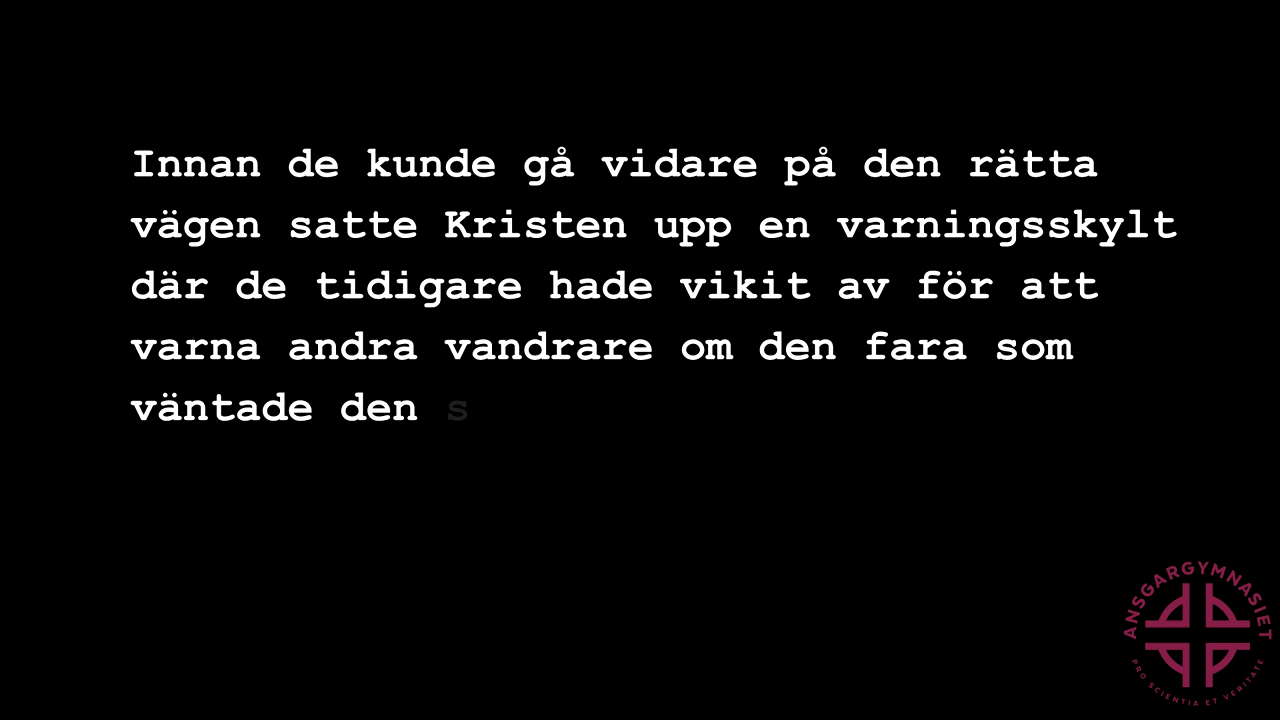 Innan de kunde gå vidare på den rätta
vägen satte Kristen upp en varningsskylt
där de tidigare hade vikit av för att
varna andra vandrare om den fara som
väntade den s
ANSGARGYMNASIET
PRO SCIENTIA ET VERITATE